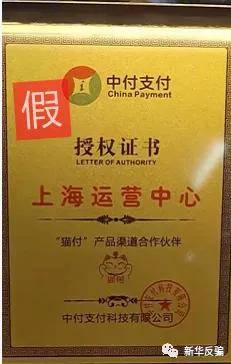 假
中付支付
China Payment
授权证书
LETTER OF AUTHORITY
上海运营中心
“猫付”产品渠道合作伙伴
猫付
中付支付科技有限公司
新华反骗